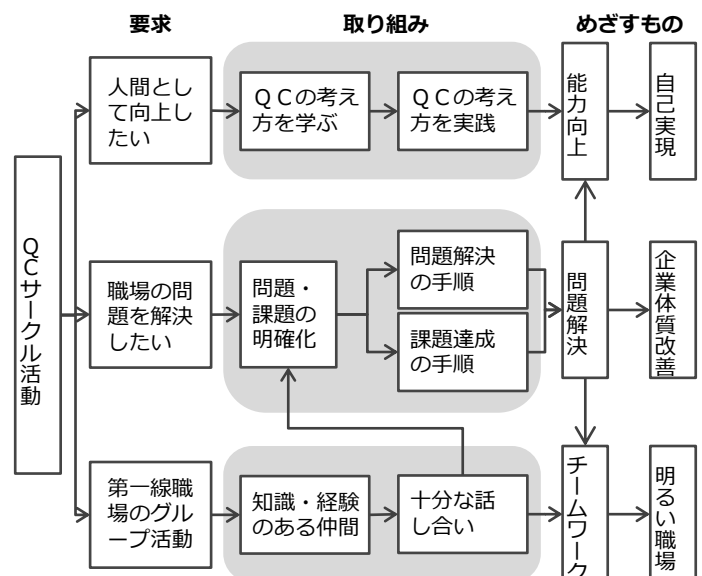 要求
取り組み
めざすもの
QCサークル活動
人間とし
て向上し
たい
ＱＣの考え
方を学ぶ
ＱＣの考え
方を実践
能力向上
自己実現
職場の問
題を解決
したい
問題・
課題の
明確化
問題解決
の手順
課題達成
の手順
問題解決
企業体質改善
第一線職
場のグル
ープ活動
知識・経験
のある仲間
十分な話
し合い
チームワーク
明るい職場